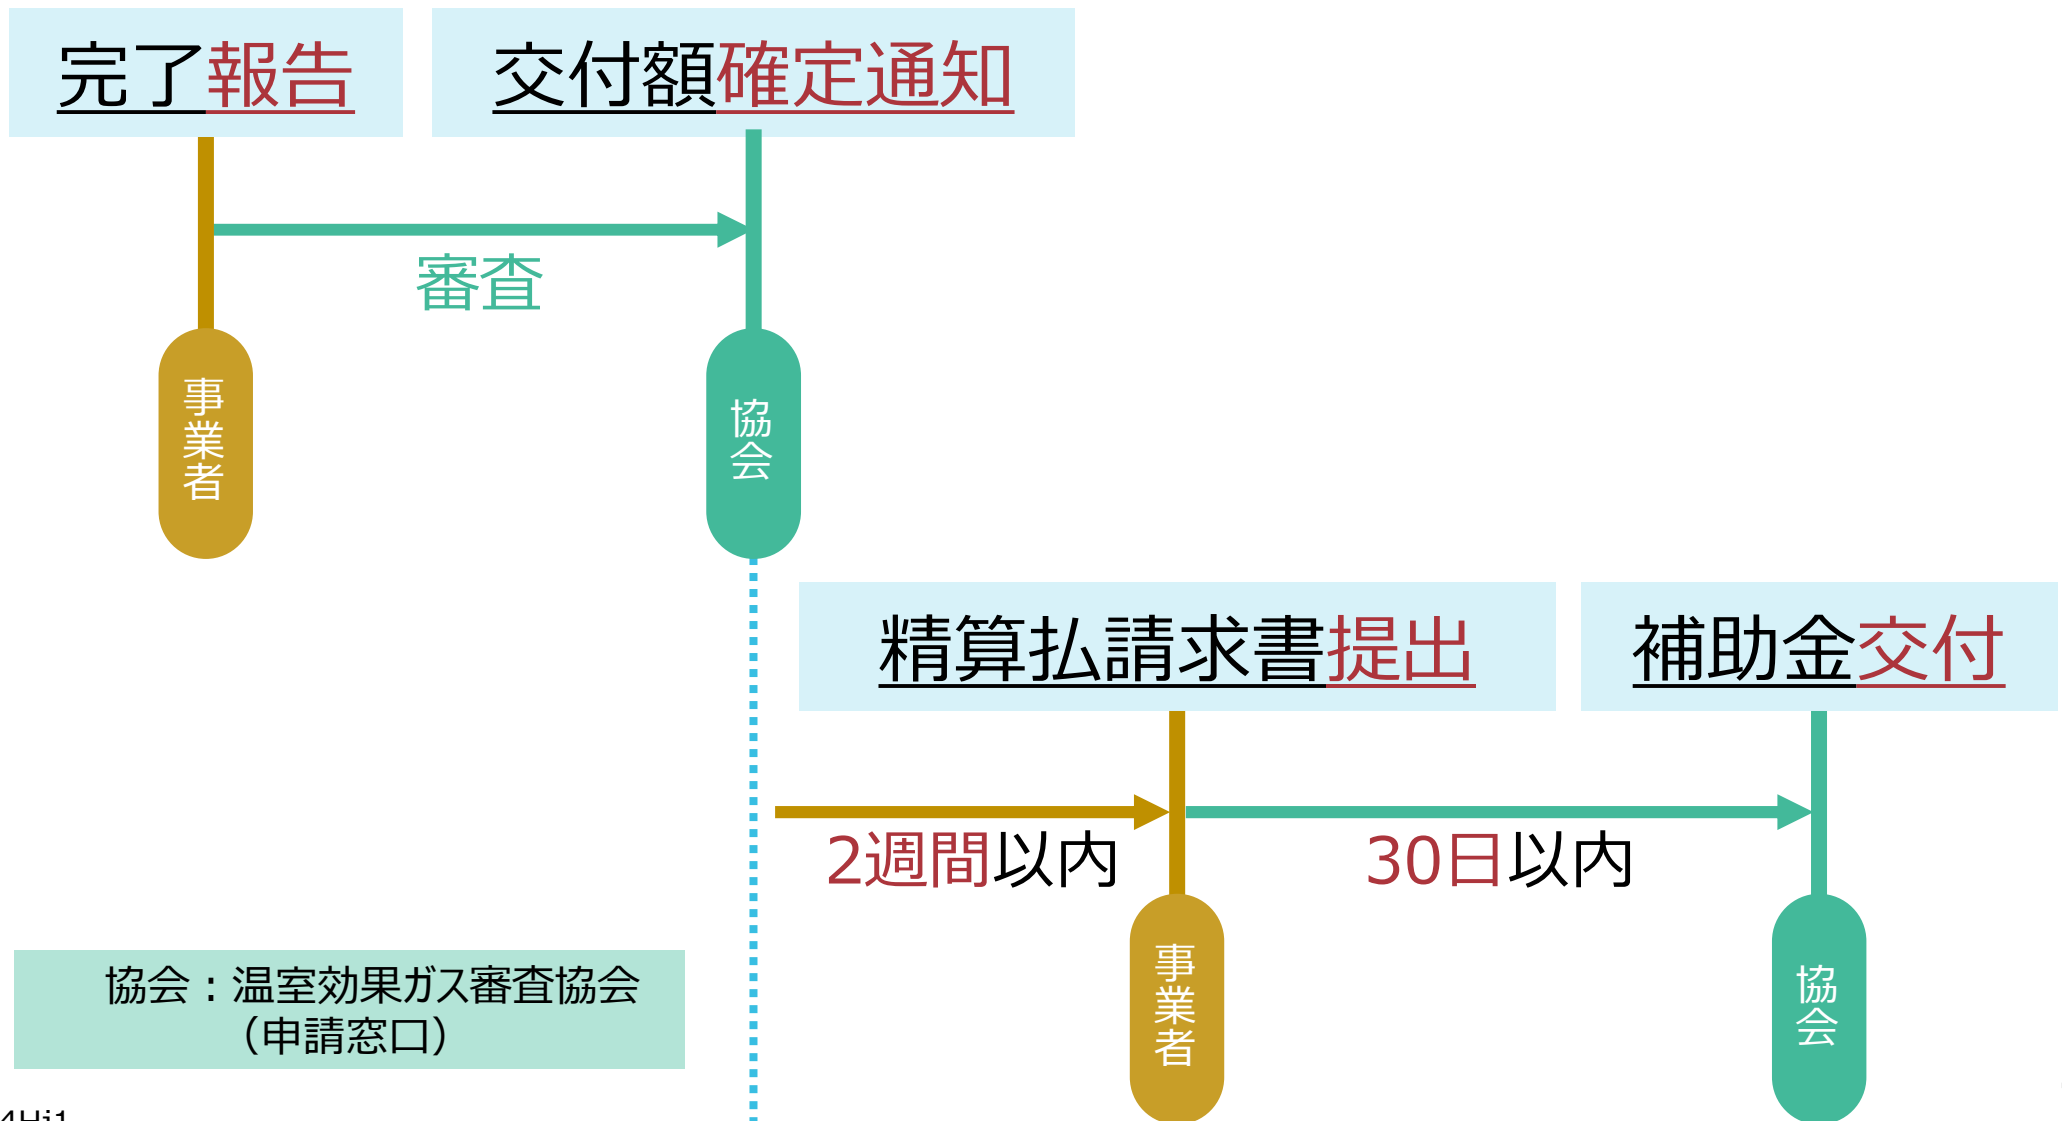 完了報告
交付額確定通知
審査
事業者
協会
精算払請求書提出
補助金交付
2週間以内
30日以内
事業者
協会
協会：温室効果ガス審査協会
（申請窓口）